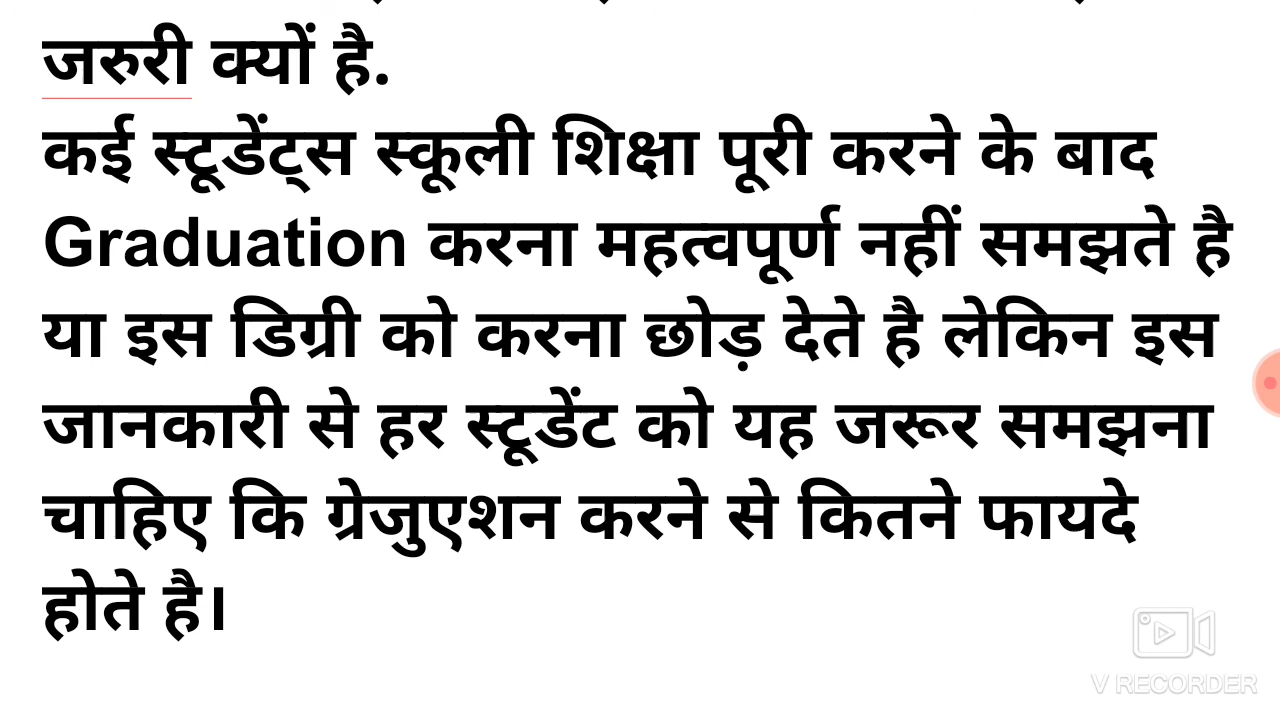 जरुरी क्यों है.
कई स्टूडेंट्स स्कूली शिक्षा पूरी करने के बाद
Graduation करना महत्वपूर्ण नहीं समझते है
या इस डिग्री को करना छोड़ देते है लेकिन इस
जानकारी से हर स्टूडेंट को यह जरूर समझना
चाहिए कि ग्रेजुएशन करने से कितने फायदे
होते है।
V RECORDER